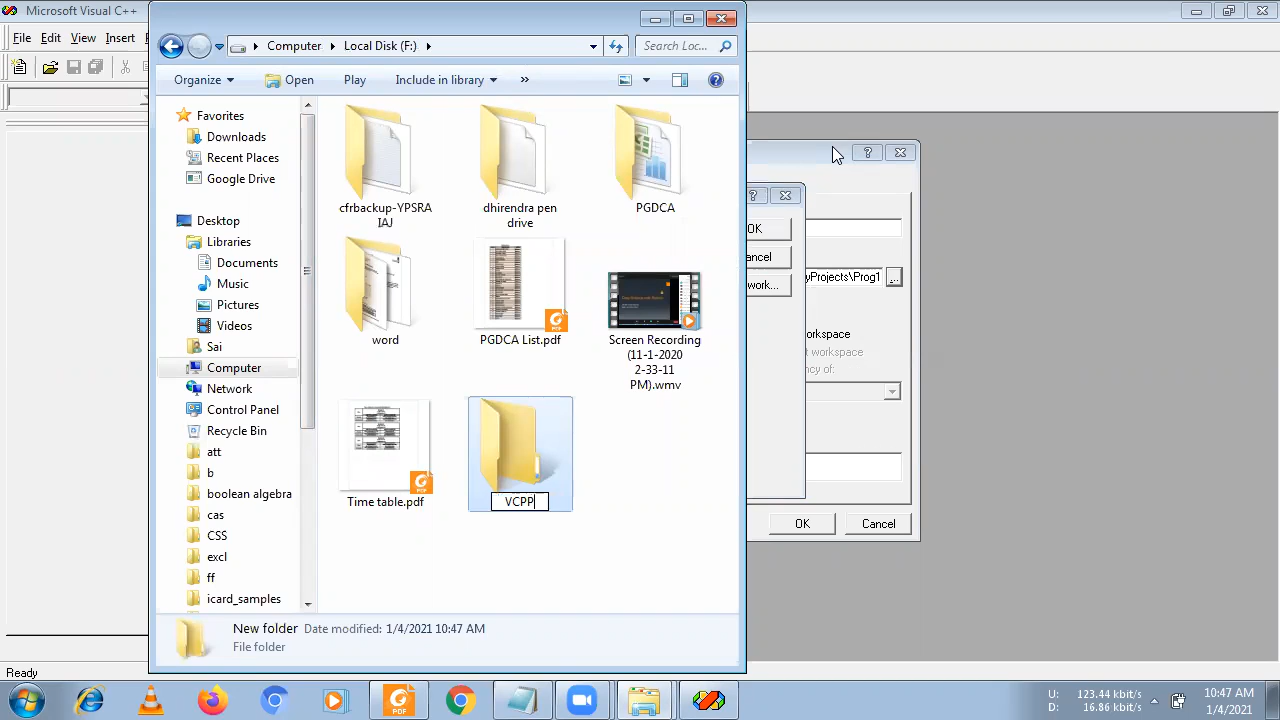 Microsoft Visual C++
File Edit View Insert
Computer Local Disk (F:)
Search Loc...
Organize Open Play Include in library »
Favorites
Downloads
Recent Places
Google Drive
Desktop
Libraries
Documents
Music
Pictures
Videos
Sai
Computer
Network
Control Panel
Recycle Bin
att
b
boolean algebra
cas
CSS
excl
ff
icard_samples
cfrbackup-YPSRA
IAJ
dhirendra pen
drive
PGDCA
word
PGDCA List.pdf
Screen Recording
(11-1-2020
2-33-11
PM).wmv
Time table.pdf
VCPP
New folder Date modified: 1/4/2021 10:47 AM
File folder
OK
ancel
work...
yProjects\Prog1
...
orkspace
t workspace
ncy of:
OK Cancel
Ready
PDF
U: 123.44 kbit/s
D: 16.86 kbit/s
10:47 AM
1/4/2021